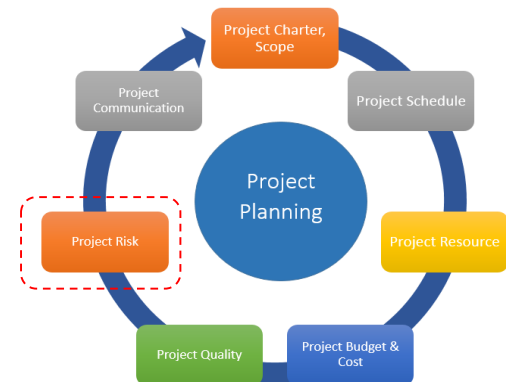 Project Charter,
Scope
Project Schedule
Project Resource
Project Budget &
Cost
Project Quality
Project Risk
Project
Communication
Project
Planning